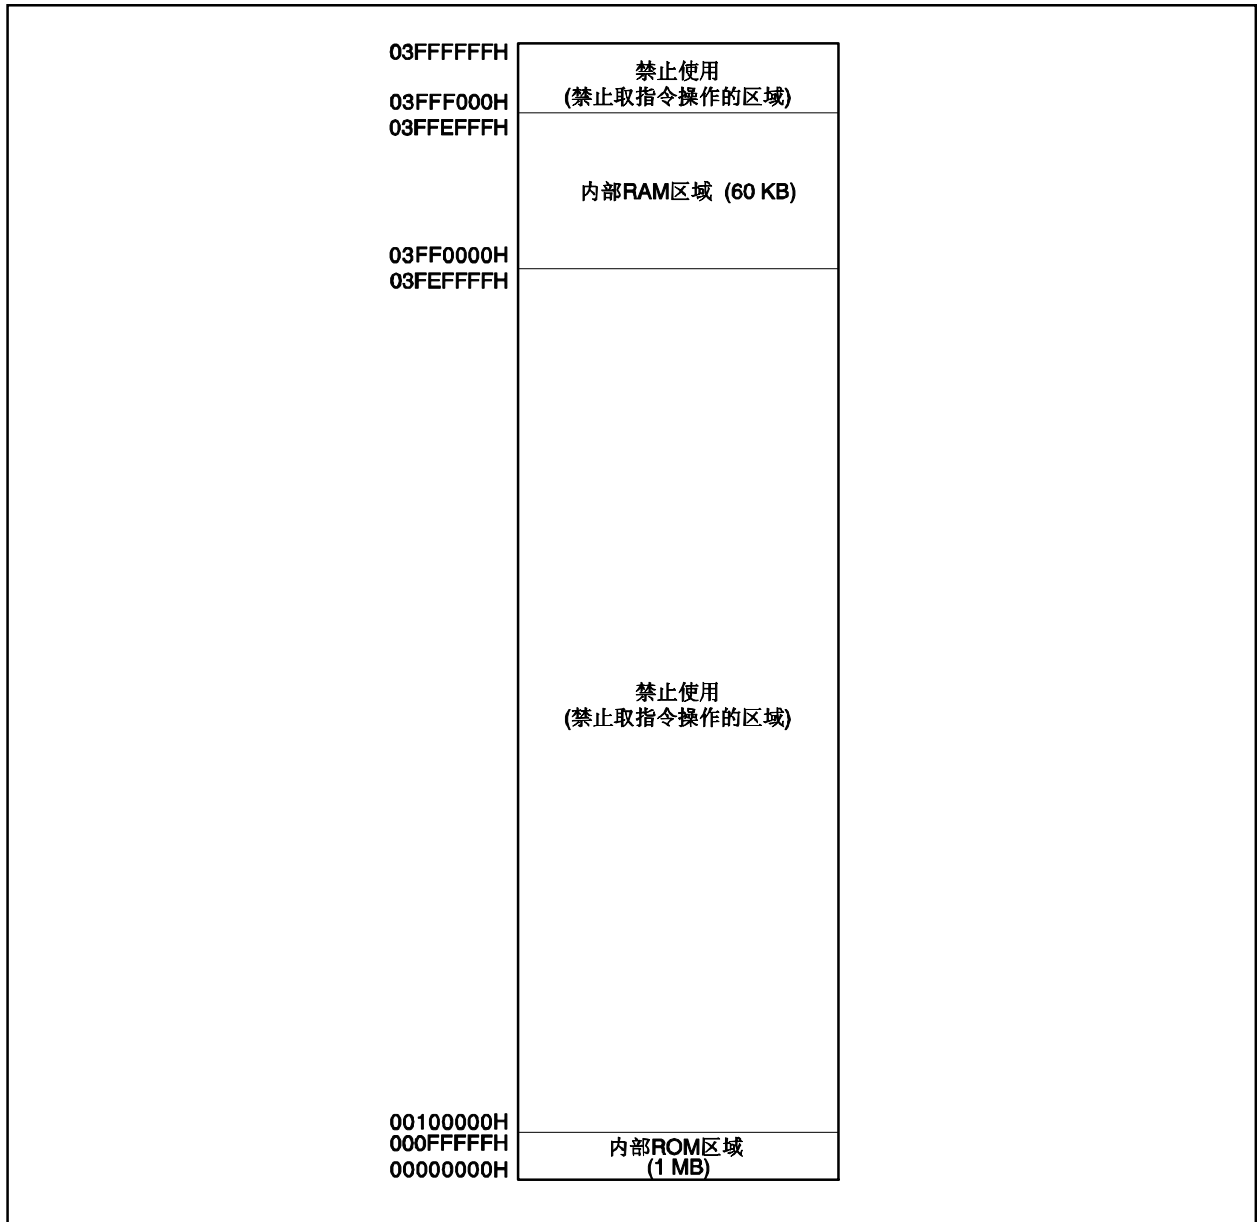 03FFFFFFH
禁止使用
(禁止取指令操作的区域)
03FFF000H
03FFEFFFH
内部RAM区域 (60 KB)
03FF0000H
03FEFFFFH
禁止使用
(禁止取指令操作的区域)
00100000H
000FFFFFH
内部ROM区域
(1 MB)
00000000H